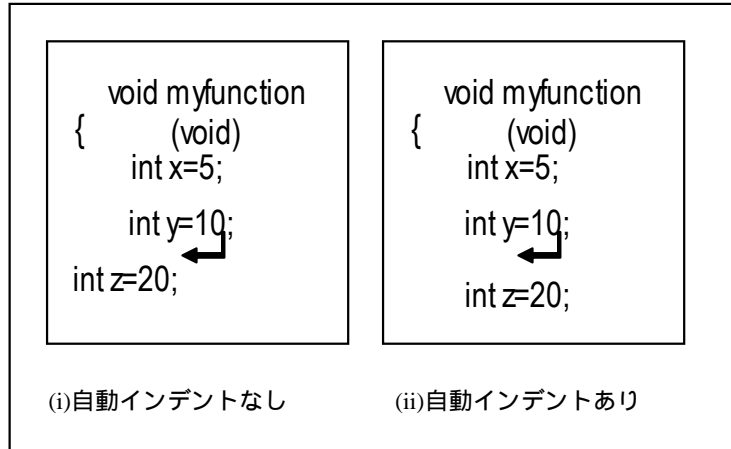 void myfunction
{ (void)
int x=5;
int y=10;
int z=20;
(i)自動インデントなし
void myfunction
{ (void)
int x=5;
int y=10;
int z=20;
(ii)自動インデントあり